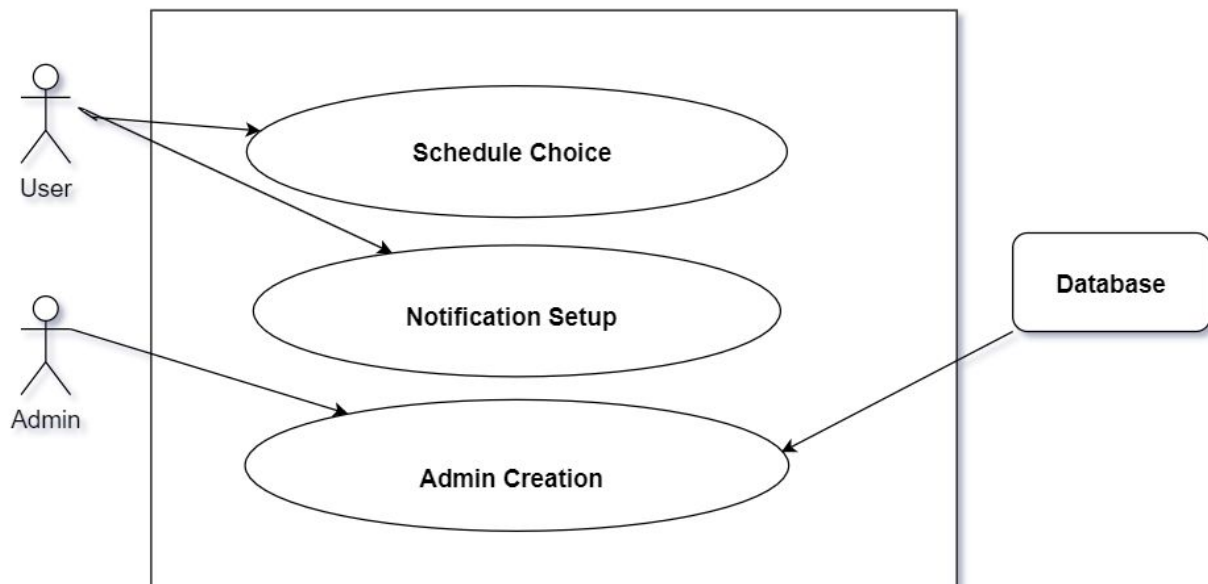 User
Schedule Choice
Database
Notification Setup
Admin
Admin Creation